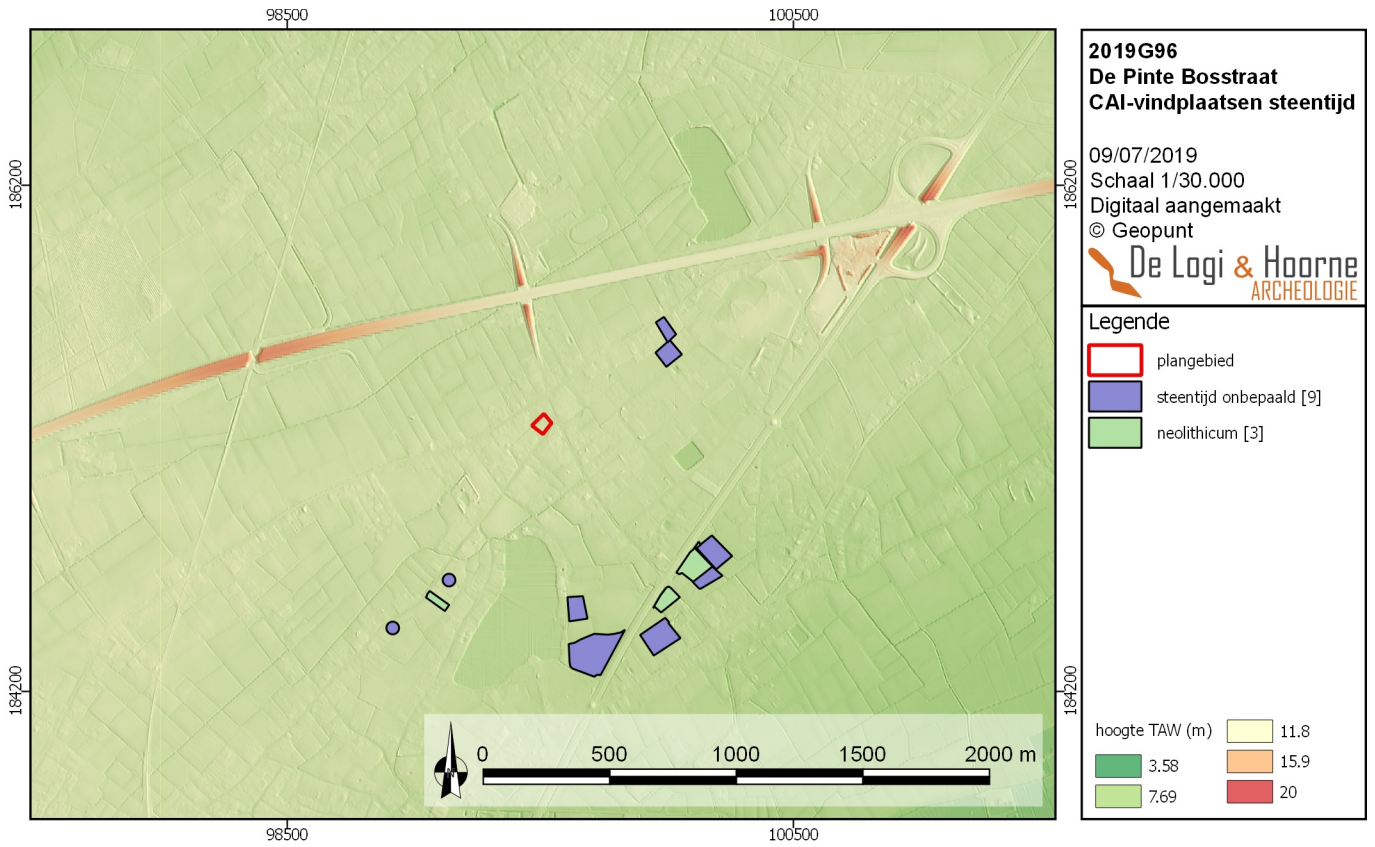 98500
100500
186200
186200
184200
184200
98500
100500
0 500 1000 1500 2000 m
N
2019G96
De Pinte Bosstraat
CAI-vindplaatsen steentijd
09/07/2019
Schaal 1/30.000
Digitaal aangemaakt
© Geopunt
De Logi & Hoorne
ARCHEOLOGIE
Legende
plangebied
steentijd onbepaald [9]
neolithicum [3]
hoogte TAW (m)
3.58
7.69
11.8
15.9
20